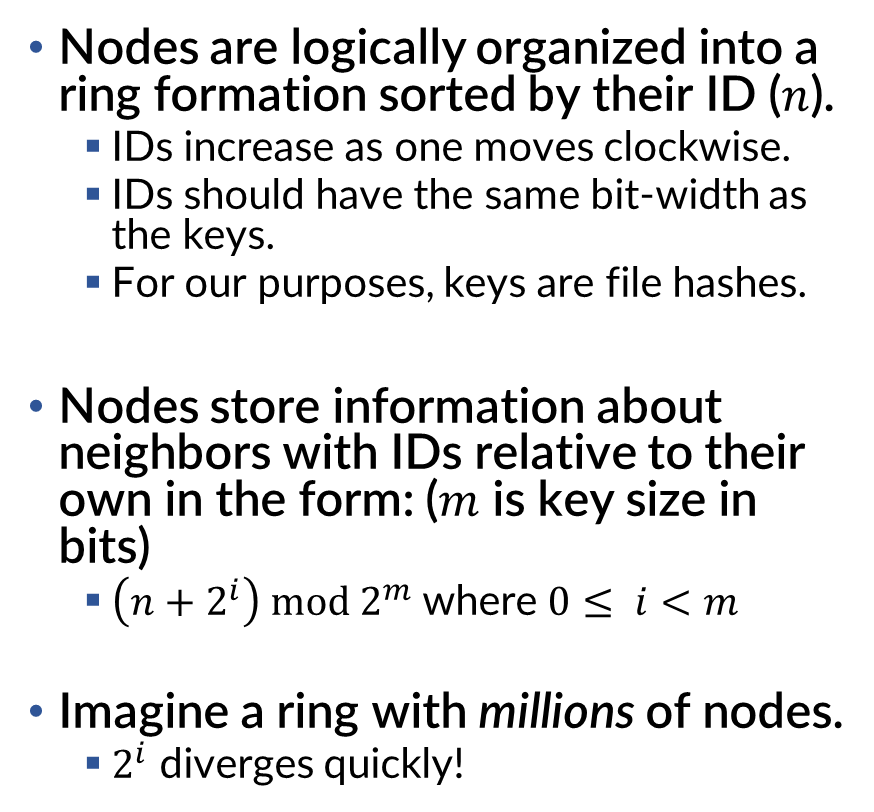 • Nodes are logically organized into a
ring formation sorted by their ID (n).
▪ IDs increase as one moves clockwise.
▪ IDs should have the same bit-width as
the keys.
▪ For our purposes, keys are file hashes.
• Nodes store information about
neighbors with IDs relative to their
own in the form: (m is key size in
bits)
▪ (n + 2^i) mod 2^m where 0 ≤ i < m
• Imagine a ring with millions of nodes.
▪ 2^i diverges quickly!